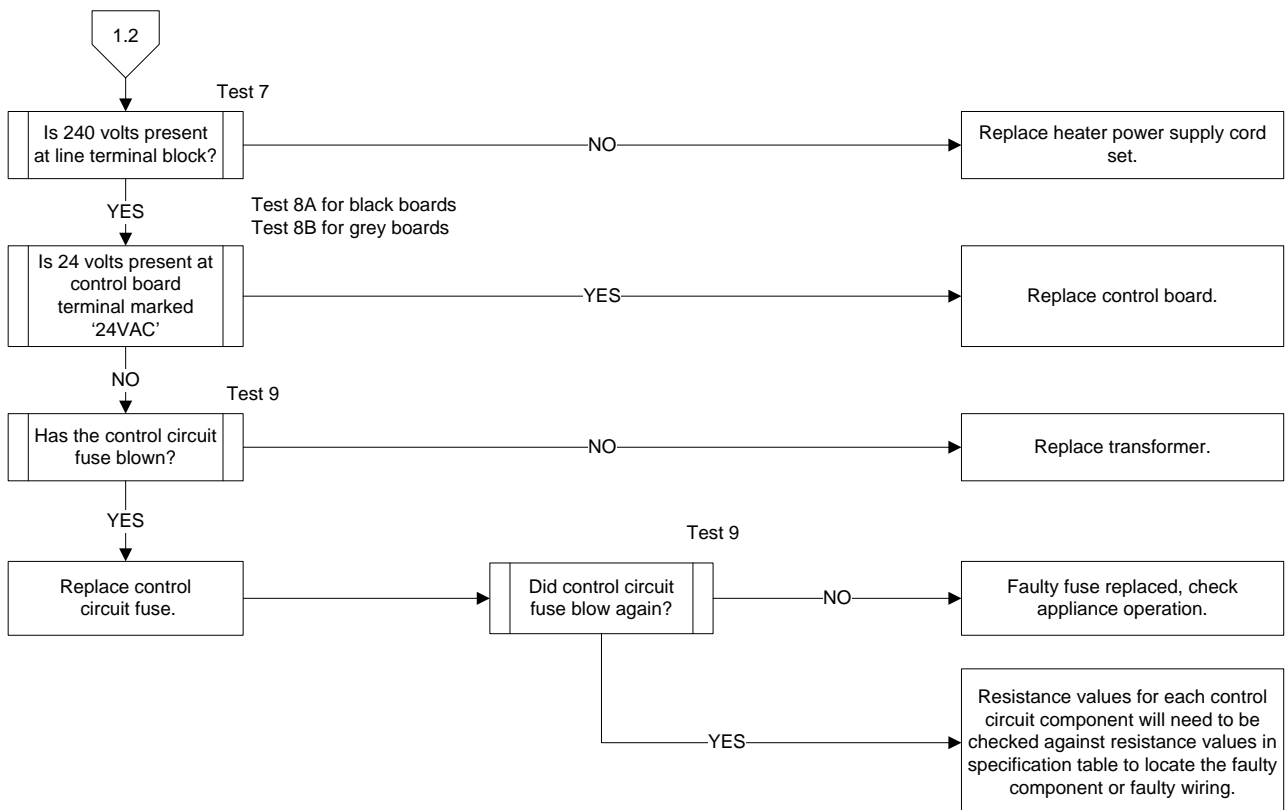 1.2
Test 7
Is 240 volts present
at line terminal block?
NO
Replace heater power supply cord
set.
YES
Test 8A for black boards
Test 8B for grey boards
Is 24 volts present at
control board
terminal marked
‘24VAC’
YES
Replace control board.
NO
Test 9
Has the control circuit
fuse blown?
NO
Replace transformer.
YES
Test 9
Replace control
circuit fuse.
Did control circuit
fuse blow again?
NO
Faulty fuse replaced, check
appliance operation.
YES
Resistance values for each control
circuit component will need to be
checked against resistance values in
specification table to locate the faulty
component or faulty wiring.